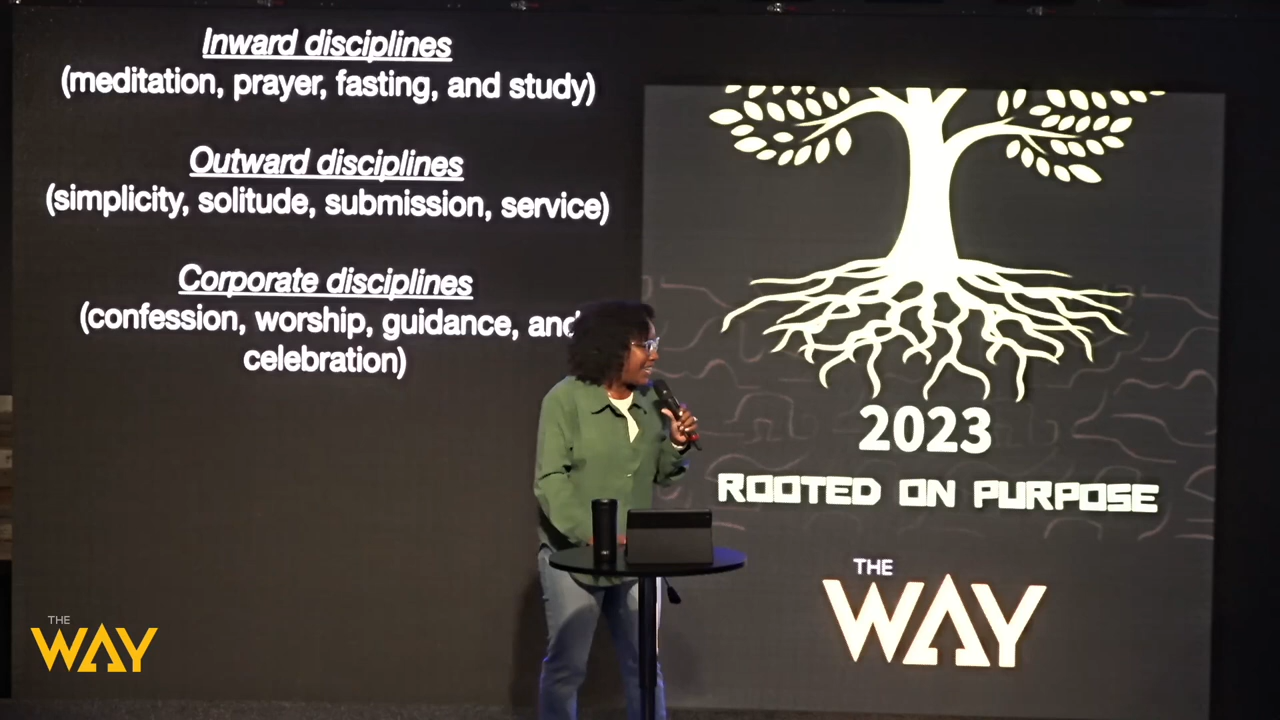 Inward disciplines
(meditation, prayer, fasting, and study)
Outward disciplines
(simplicity, solitude, submission, service)
Corporate disciplines
(confession, worship, guidance, and
celebration)
2023
ROOTED ON PURPOSE
THE
WAY
THE
WAY